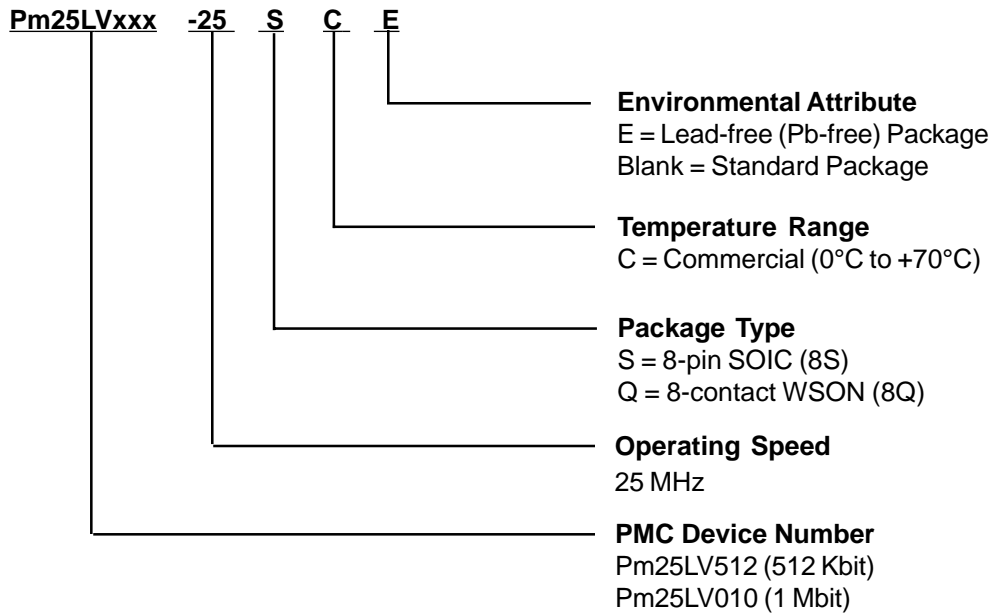 Pm25LVxxx -25 S C E
Environmental Attribute
E = Lead-free (Pb-free) Package
Blank = Standard Package
Temperature Range
C = Commercial (0°C to +70°C)
Package Type
S = 8-pin SOIC (8S)
Q = 8-contact WSON (8Q)
Operating Speed
25 MHz
PMC Device Number
Pm25LV512 (512 Kbit)
Pm25LV010 (1 Mbit)